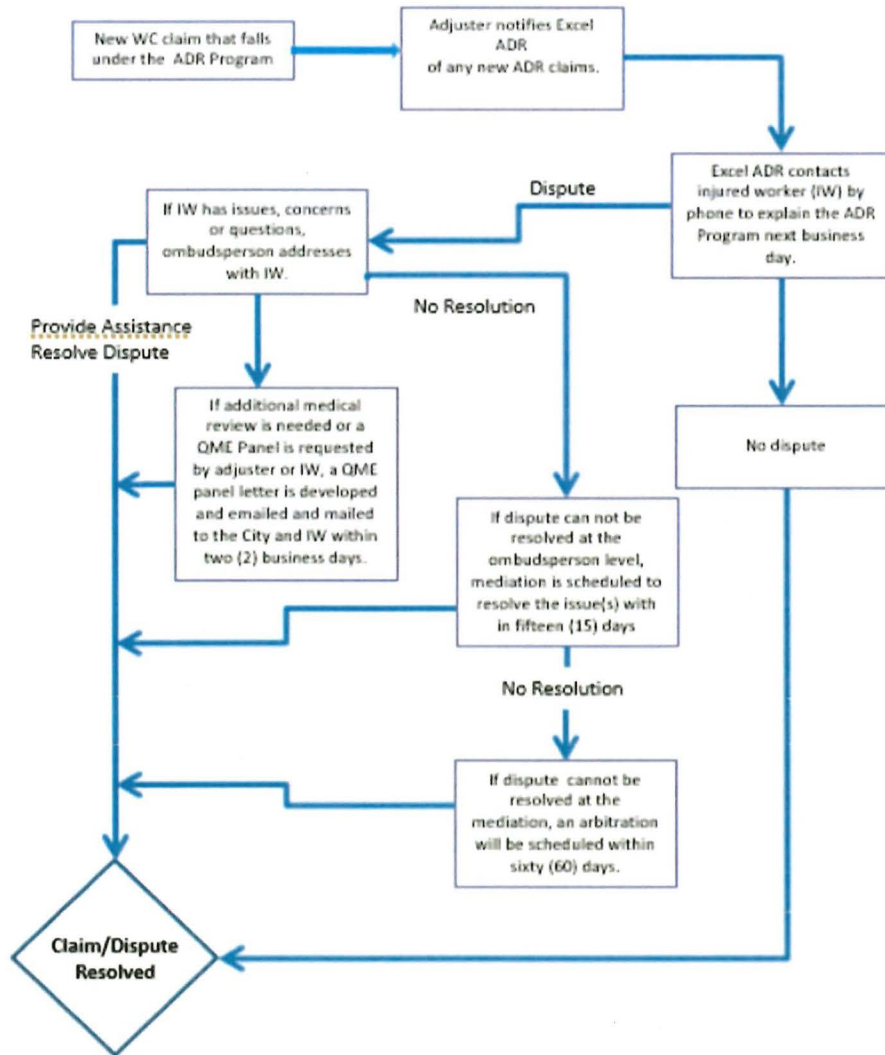 New WC claim that falls
under the ADR Program
Adjuster notifies Excel
ADR
of any new ADR claims.
Excel ADR contacts
injured worker (IW) by
phone to explain the ADR
Program next business
day.
Dispute
If IW has issues, concerns
or questions,
ombudsperson addresses
with IW.
No Resolution
Provide Assistance
Resolve Dispute
If additional medical
review is needed or a
QME Panel is requested
by adjuster or IW, a QME
panel letter is developed
and emailed and mailed
to the City and IW within
two (2) business days.
No dispute
If dispute can not be
resolved at the
ombudsperson level,
mediation is scheduled to
resolve the issue(s) with
in fifteen (15) days
No Resolution
If dispute cannot be
resolved at the
mediation, an arbitration
will be scheduled within
sixty (60) days.
Claim/Dispute
Resolved